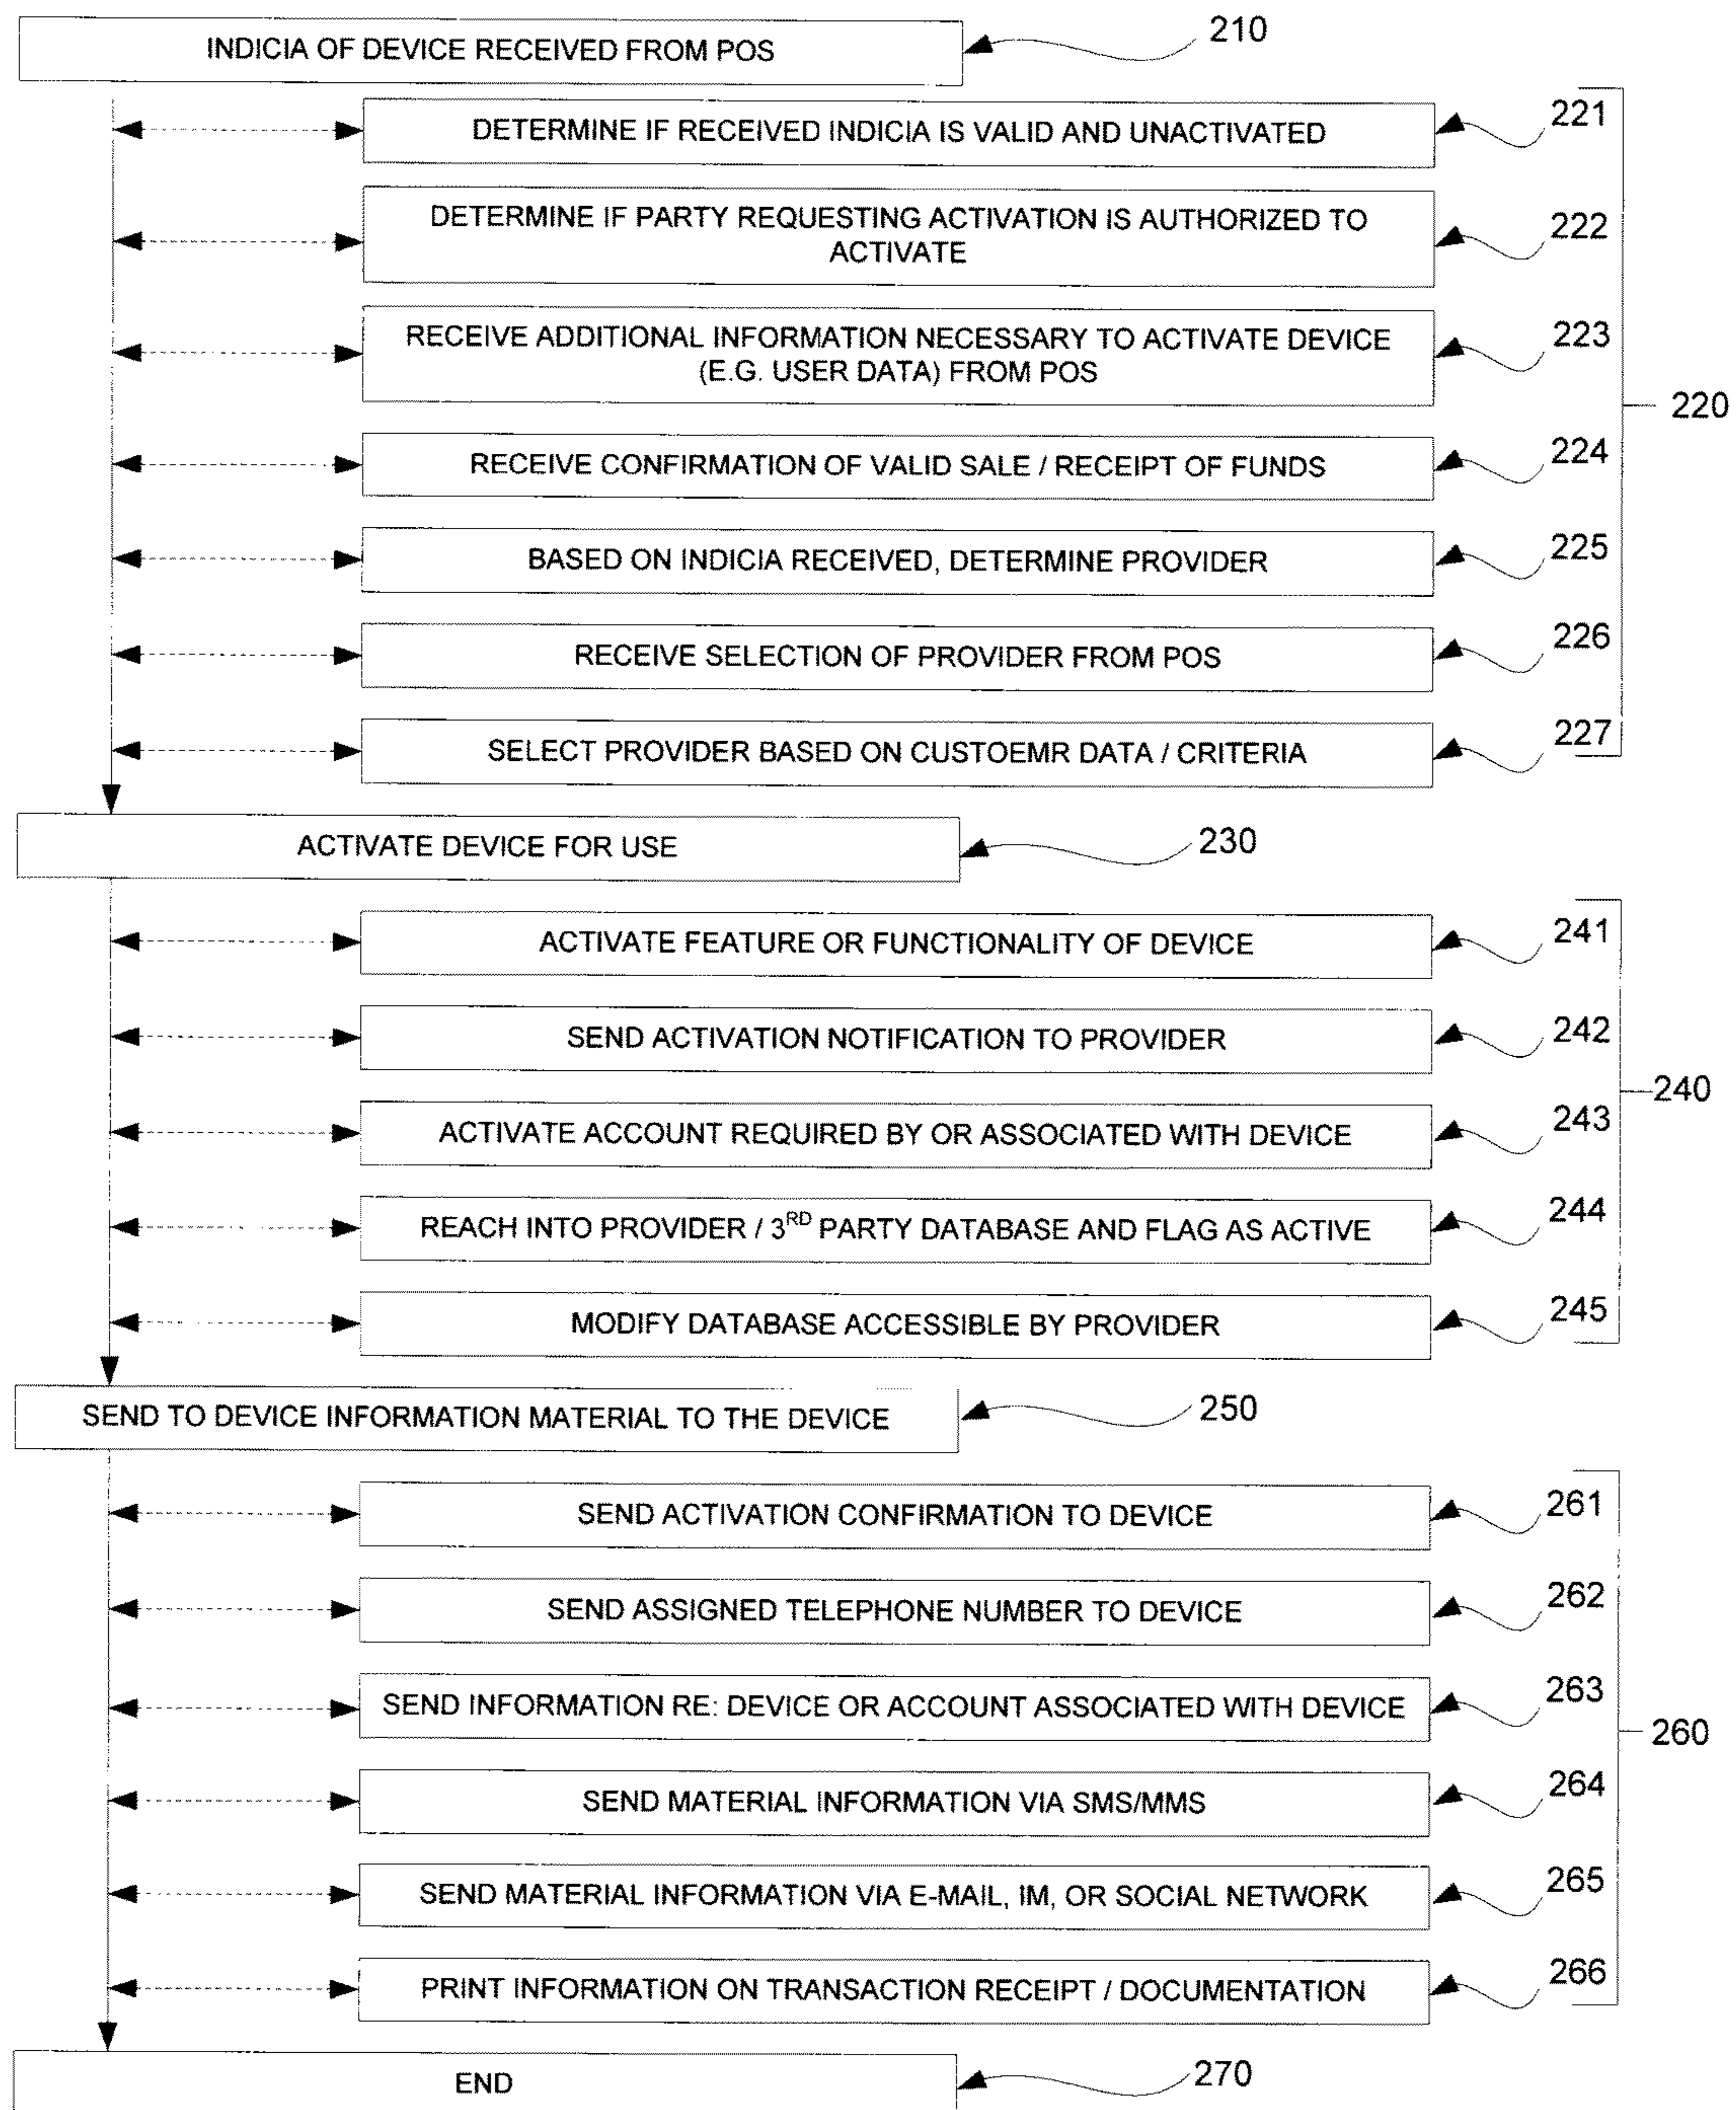 INDICIA OF DEVICE RECEIVED FROM POS
210
DETERMINE IF RECEIVED INDICIA IS VALID AND UNACTIVATED
221
DETERMINE IF PARTY REQUESTING ACTIVATION IS AUTHORIZED TO
ACTIVATE
222
RECEIVE ADDITIONAL INFORMATION NECESSARY TO ACTIVATE DEVICE
(E.G. USER DATA) FROM POS
223
220
RECEIVE CONFIRMATION OF VALID SALE / RECEIPT OF FUNDS
224
BASED ON INDICIA RECEIVED, DETERMINE PROVIDER
225
RECEIVE SELECTION OF PROVIDER FROM POS
226
SELECT PROVIDER BASED ON CUSTOEMR DATA / CRITERIA
227
ACTIVATE DEVICE FOR USE
230
ACTIVATE FEATURE OR FUNCTIONALITY OF DEVICE
241
SEND ACTIVATION NOTIFICATION TO PROVIDER
242
240
ACTIVATE ACCOUNT REQUIRED BY OR ASSOCIATED WITH DEVICE
243
REACH INTO PROVIDER / 3RD PARTY DATABASE AND FLAG AS ACTIVE
244
MODIFY DATABASE ACCESSIBLE BY PROVIDER
245
SEND TO DEVICE INFORMATION MATERIAL TO THE DEVICE
250
SEND ACTIVATION CONFIRMATION TO DEVICE
261
SEND ASSIGNED TELEPHONE NUMBER TO DEVICE
262
SEND INFORMATION RE: DEVICE OR ACCOUNT ASSOCIATED WITH DEVICE
263
260
SEND MATERIAL INFORMATION VIA SMS/MMS
264
SEND MATERIAL INFORMATION VIA E-MAIL, IM, OR SOCIAL NETWORK
265
PRINT INFORMATION ON TRANSACTION RECEIPT / DOCUMENTATION
266
END
270